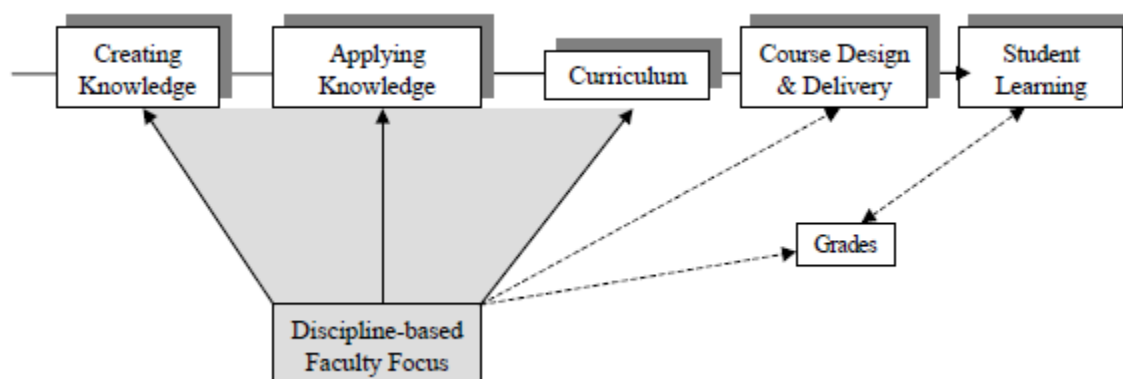 Creating
Knowledge
Applying
Knowledge
Curriculum
Course Design
& Delivery
Student
Learning
Grades
Discipline-based
Faculty Focus